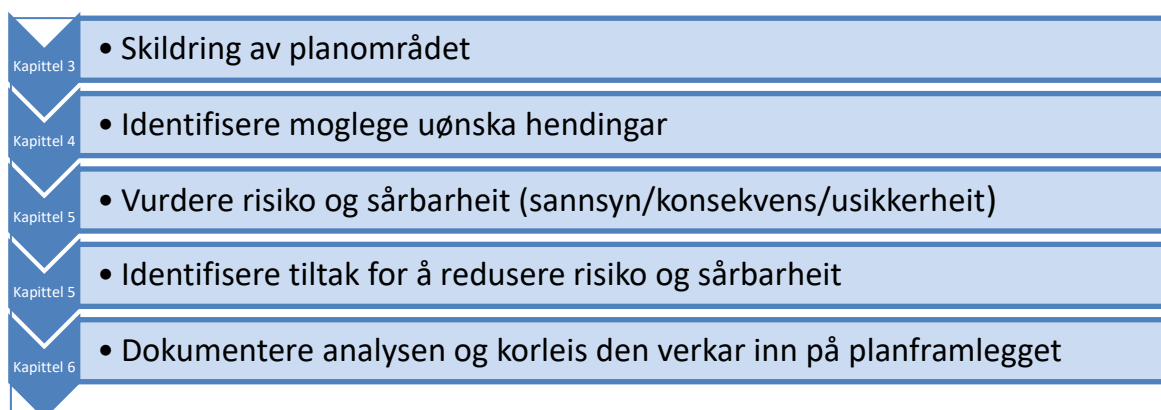 Kapittel 3
• Skildring av planområdet
Kapittel 4
• Identifisere moglege uønska hendingar
Kapittel 5
• Vurdere risiko og sårbarheit (sannsyn/konsekvens/usikkerheit)
Kapittel 5
• Identifisere tiltak for å redusere risiko og sårbarheit
Kapittel 6
• Dokumentere analysen og korleis den verkar inn på planframlegget